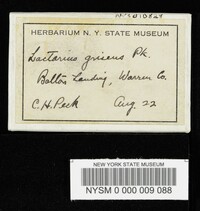 HERBARIUM N. Y. STATE MUSEUM
Lactarius griseus Pk.
Bolton Landing, Warren Co.
C. H. Peck Aug. 22
NEW YORK STATE MUSEUM
NYSM 0 000 009 088